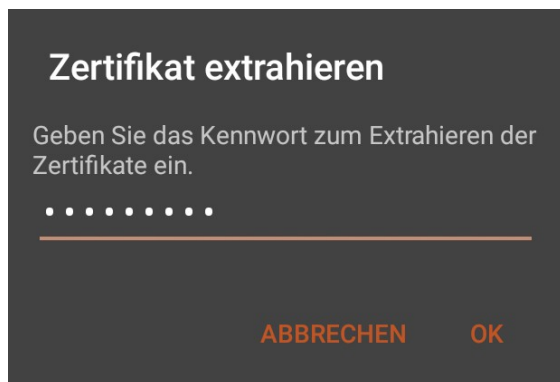 Zertifikat extrahieren
Geben Sie das Kennwort zum Extrahieren der
Zertifikate ein.
•••••••••
ABBRECHEN OK